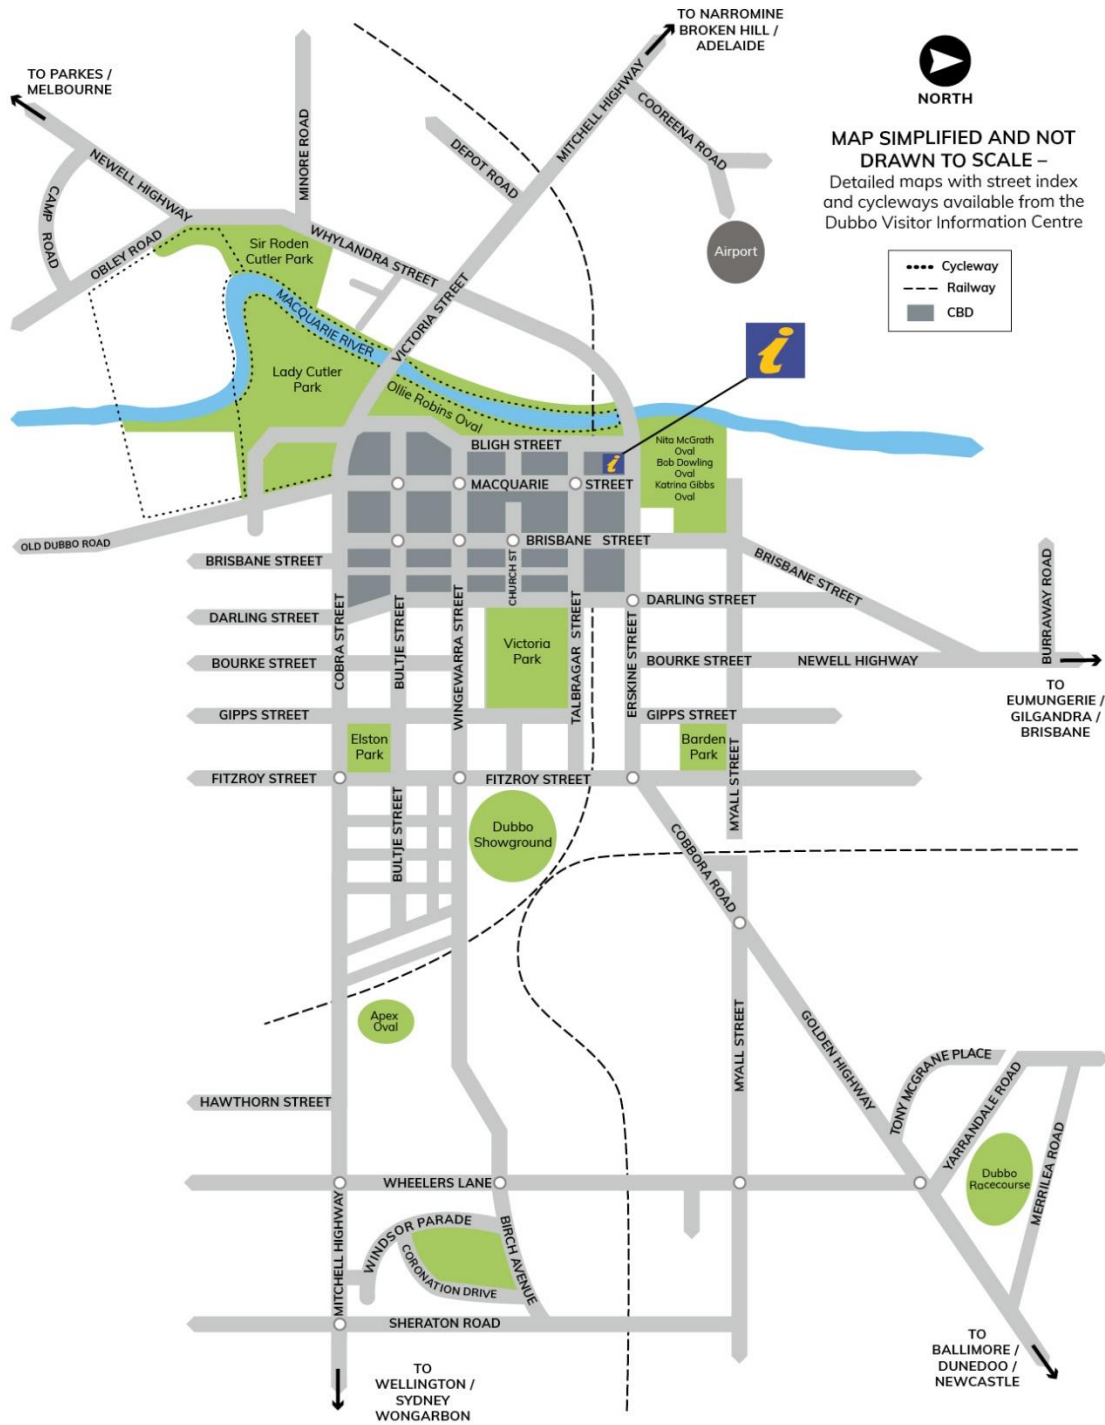 TO NARROMINE
BROKEN HILL /
ADELAIDE
TO PARKES /
MELBOURNE
NORTH
MAP SIMPLIFIED AND NOT
DRAWN TO SCALE –
Detailed maps with street index
and cycleways available from the
Dubbo Visitor Information Centre
Cycleway
Railway
CBD
MITCHELL HIGHWAY
COOREENA ROAD
MINORE ROAD
DEPOT ROAD
NEWELL HIGHWAY
CAMP ROAD
OBLEY ROAD
Airport
Sir Roden
Cutler Park
WHYLANDRA STREET
MACQUARIE RIVER
VICTORIA STREET
i
Lady Cutler
Park
Ollie Robins Oval
BLIGH STREET
i
Nita McGrath
Oval
Bob Dowling
Oval
Katrina Gibbs
Oval
MACQUARIE STREET
OLD DUBBO ROAD
BRISBANE STREET
BRISBANE STREET
BRISBANE STREET
CHURCH ST
BURRAWAY ROAD
DARLING STREET
DARLING STREET
COBRA STREET
BULTJE STREET
WINGEWARRA STREET
Victoria
Park
TALBRAGAR STREET
ERSKINE STREET
BOURKE STREET
BOURKE STREET
NEWELL HIGHWAY
TO
EUMUNGERIE /
GILGANDRA /
BRISBANE
GIPPS STREET
GIPPS STREET
Elston
Park
Barden
Park
MYALL STREET
FITZROY STREET
FITZROY STREET
BULTJE STREET
Dubbo
Showground
COBBORA ROAD
Apex
Oval
MYALL STREET
GOLDEN HIGHWAY
TONY MCGRANE PLACE
YARRANDALE ROAD
MERRILEA ROAD
HAWTHORN STREET
Dubbo
Racecourse
WHEELERS LANE
MITCHELL HIGHWAY
WINDSOR PARADE
CORONATION DRIVE
BIRCH AVENUE
SHERATON ROAD
TO
WELLINGTON /
SYDNEY
WONGARBON
TO
BALLIMORE /
DUNEDOO /
NEWCASTLE